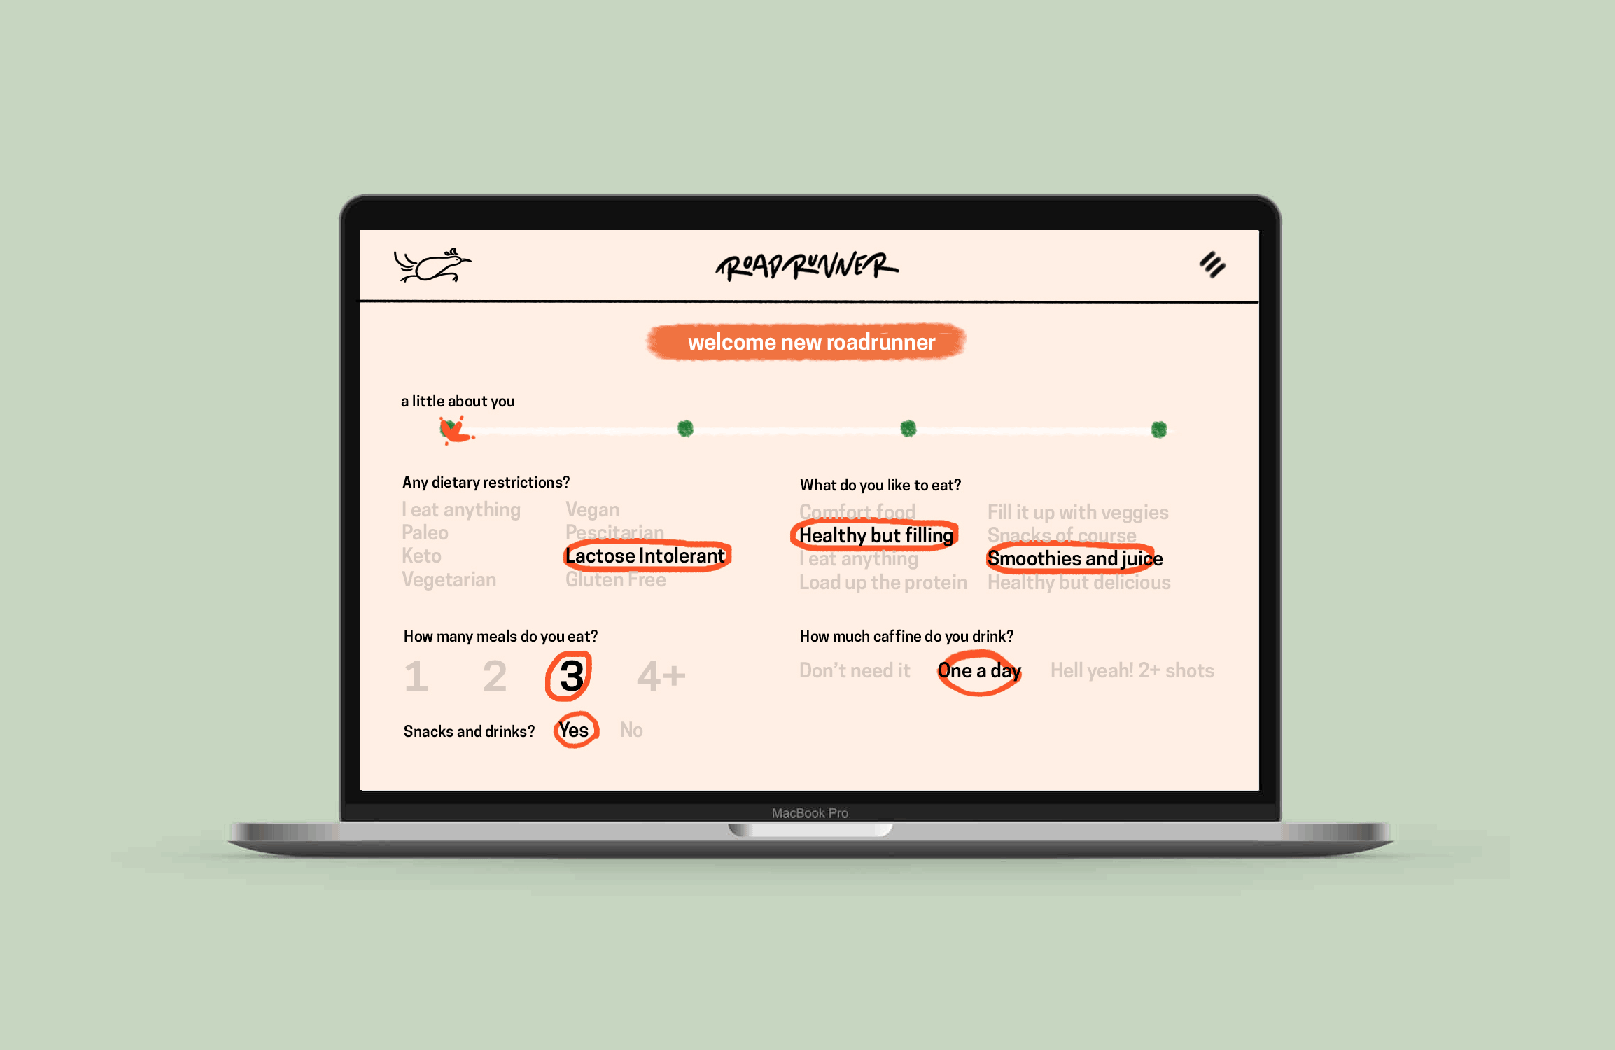 ROADRUNNER
welcome new roadrunner
a little about you
Any dietary restrictions?
I eat anything Vegan
Paleo Pescitarian
Keto Lactose Intolerant
Vegetarian Gluten Free
What do you like to eat?
Comfort food Fill it up with veggies
Healthy but filling Snacks of course
I eat anything Smoothies and juice
Load up the protein Healthy but delicious
How many meals do you eat?
1 2 3 4+
Snacks and drinks? Yes No
How much caffine do you drink?
Don't need it One a day Hell yeah! 2+ shots
MacBook Pro